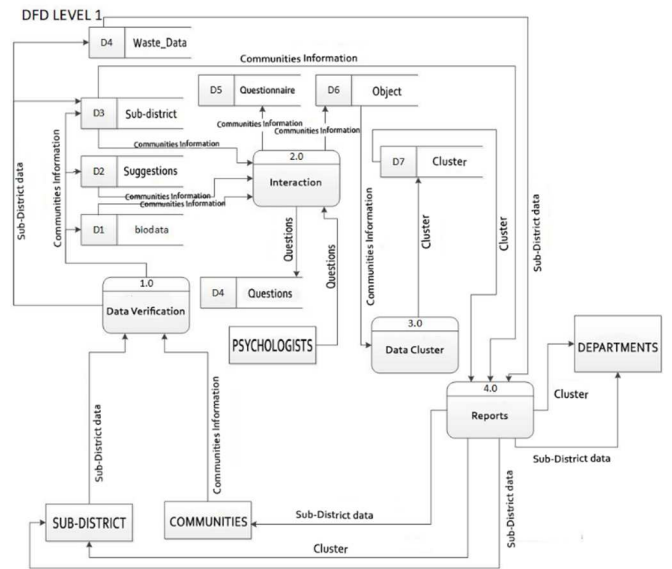 DFD LEVEL 1
D4 Waste_Data
Communities Information
D5 Questionnaire
D6 Object
D3 Sub-district
Communities Information
Communities Information
Communities Information
D7 Cluster
2.0
Interaction
D2 Suggestions
Communities Information
Communities Information
D1 biodata
Sub-District data
Communities Information
Questions
Questions
Communities Information
Cluster
Cluster
Sub-District data
1.0
Data Verification
D4 Questions
PSYCHOLOGISTS
3.0
Data Cluster
DEPARTMENTS
4.0
Reports
Cluster
Sub-District data
Sub-District data
Communities Information
Sub-District data
SUB-DISTRICT
COMMUNITIES
Sub-District data
Cluster